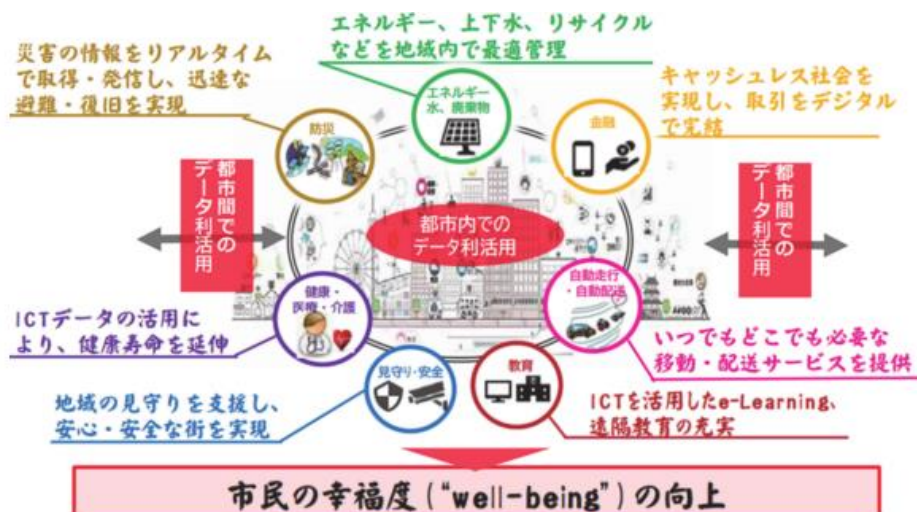 エネルギー、上下水、リサイクル
などを地域内で最適管理
災害の情報をリアルタイム
で取得・発信し、迅速な
避難・復旧を実現
キャッシュレス社会を
実現し、取引をデジタル
で完結
エネルギー
水、廃棄物
防災
金融
都市間での
データ利活用
都市内での
データ利活用
都市間での
データ利活用
健康・
医療・介護
自動走行
・自動配送
ICTデータの活用に
より、健康寿命を延伸
いつでもどこでも必要な
移動・配送サービスを提供
見守り・安全
教育
地域の見守りを支援し、
安心・安全な街を実現
ICTを活用したe-Learning、
遠隔教育の充実
市民の幸福度("well-being")の向上